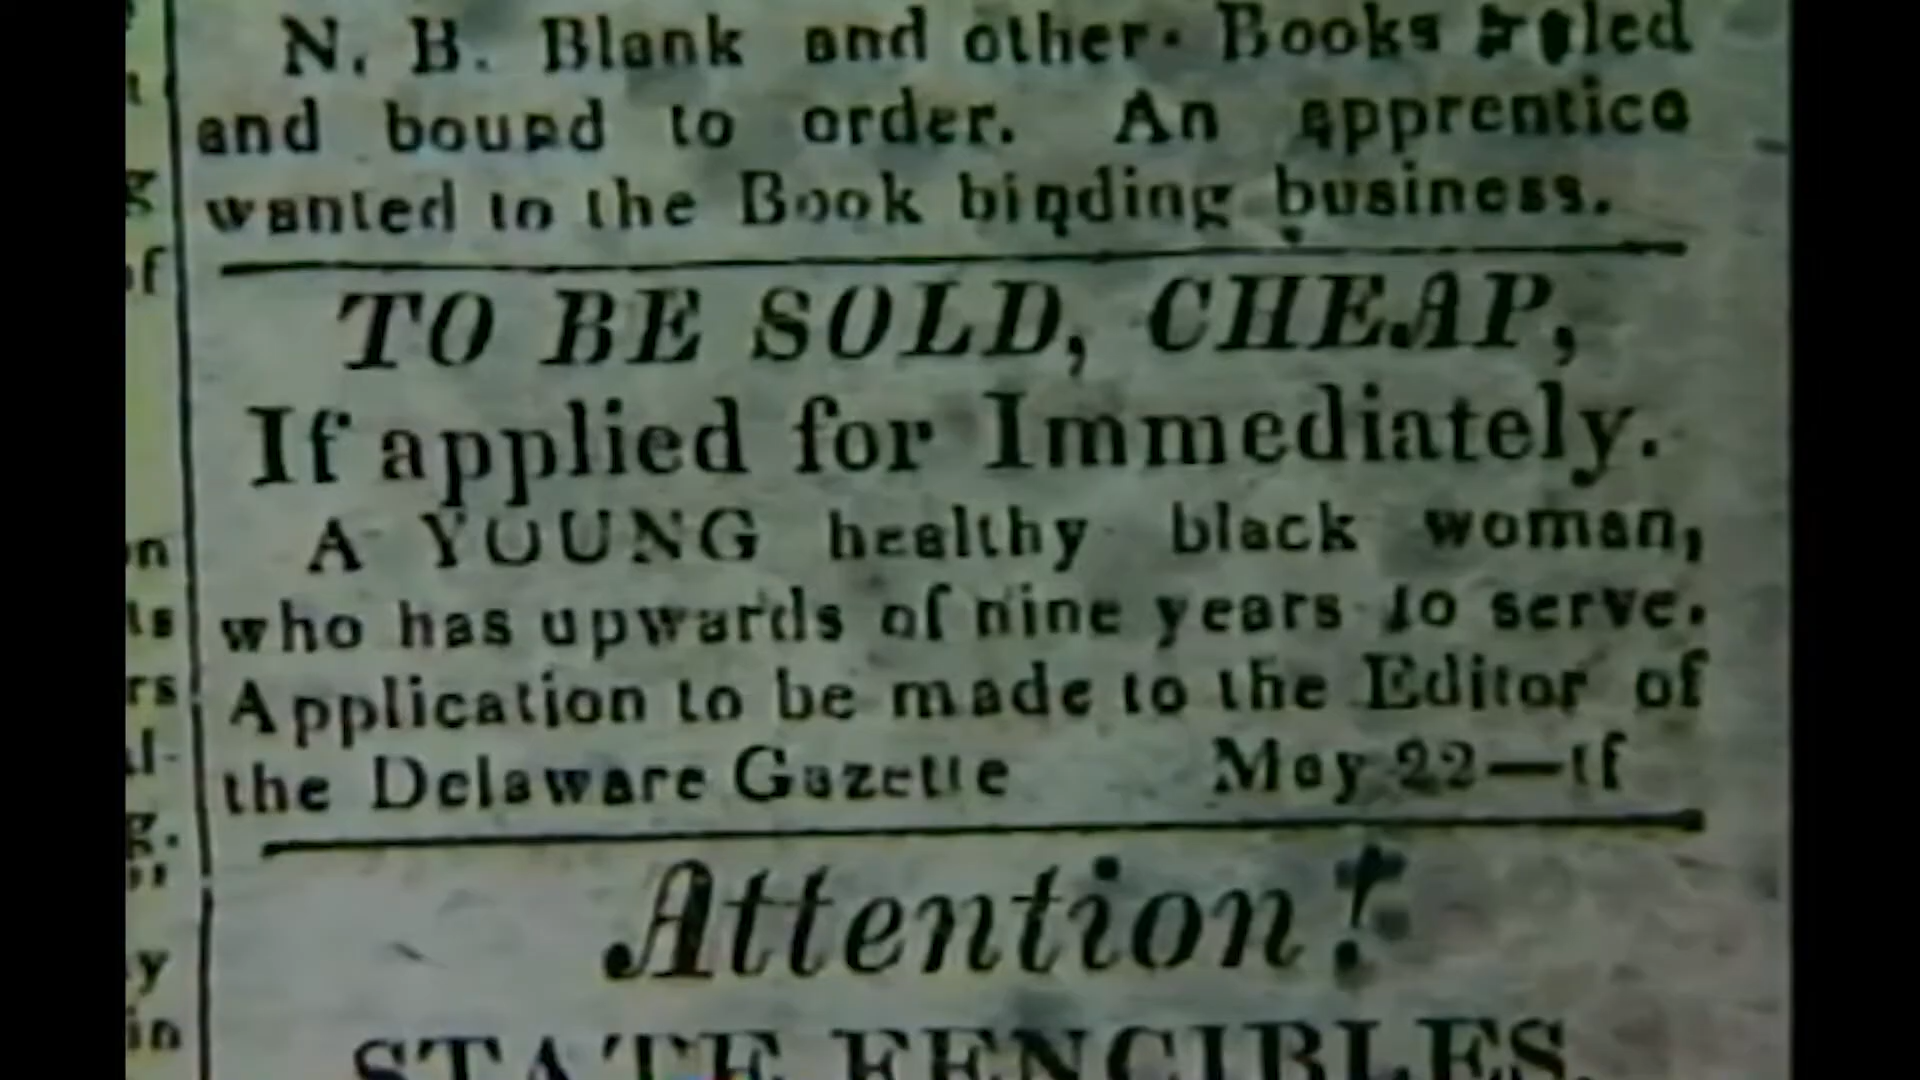 N. B. Blank and other Books ruled
and bound to order. An apprentice
wanted to the Book binding business.
TO BE SOLD, CHEAP,
If applied for Immediately.
A YOUNG healthy black woman,
who has upwards of nine years to serve.
Application to be made to the Editor of
the Delaware Gazette May 22—tf
Attention!
STATE FENCIBLES.